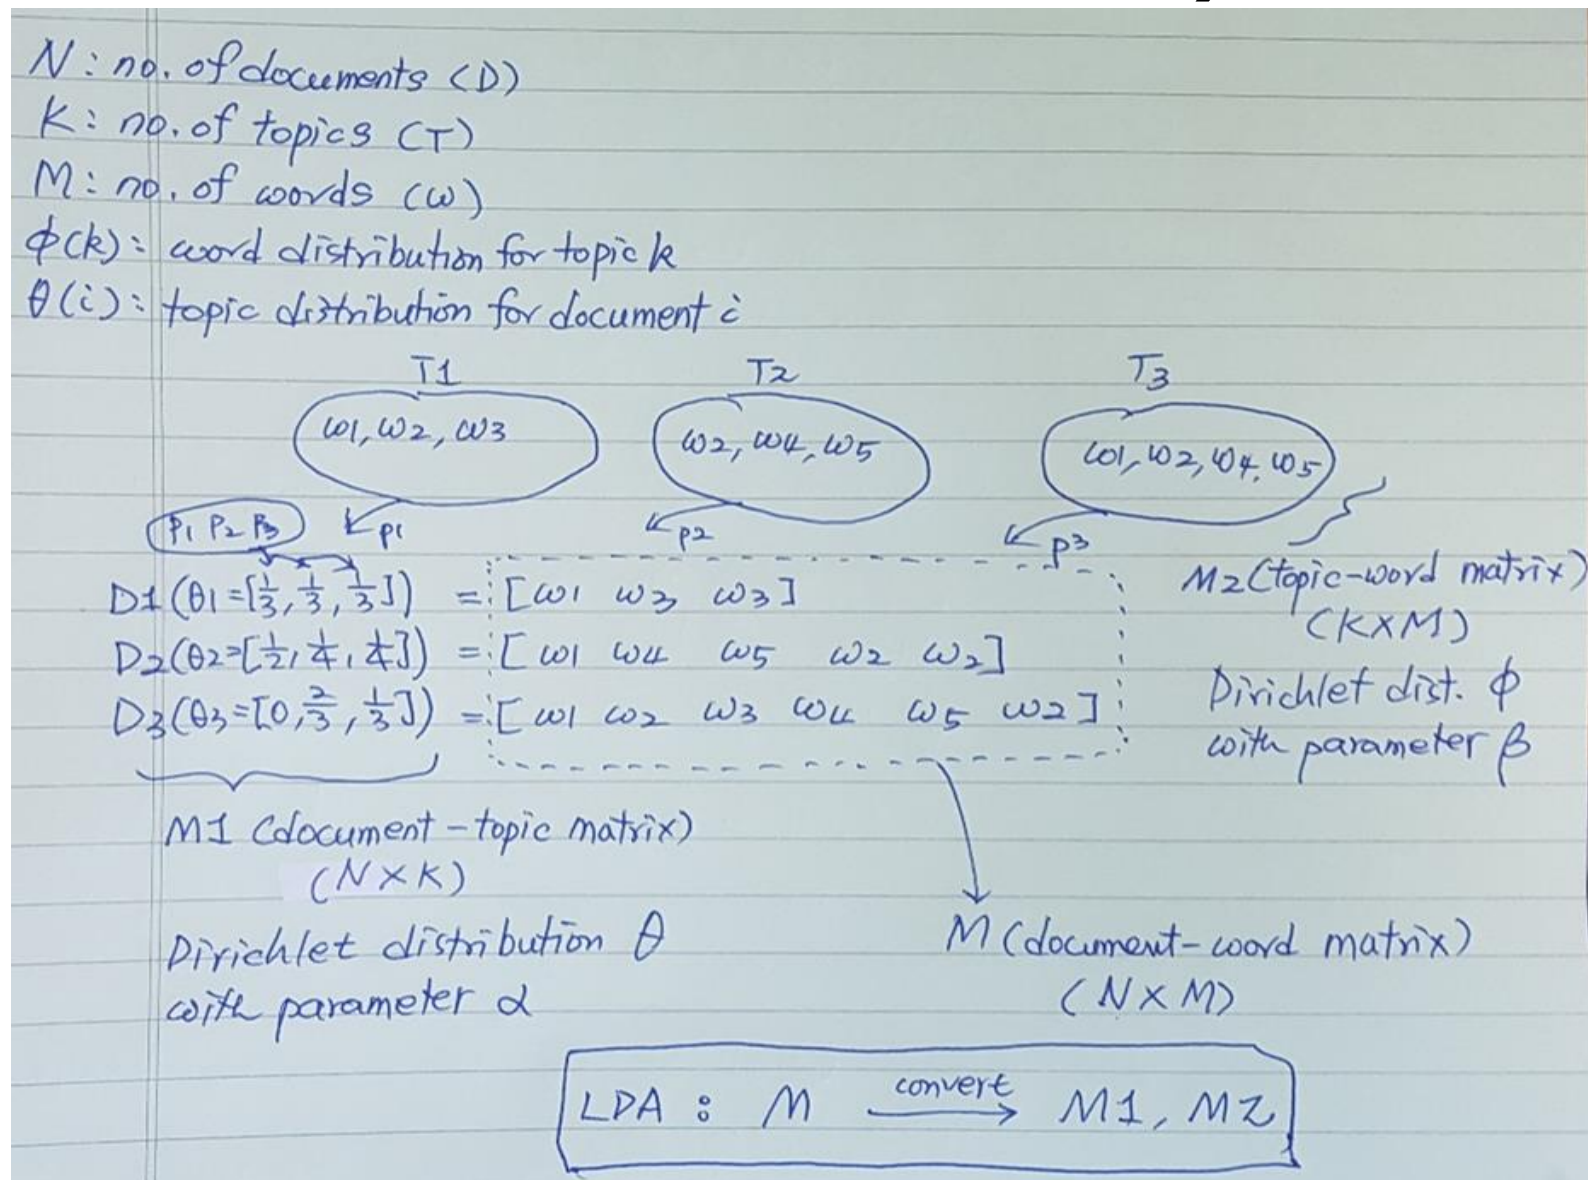 N: no. of documents (D)
K: no. of topics (T)
M: no. of words (w)
ϕ(k): word distribution for topic k
θ(i): topic distribution for document i
T1 T2 T3
w1, w2, w3 w2, w4, w5 w1, w2, w4, w5
P1 P2 P3 p1 p2 p3
D1(θ1=[1/3, 1/3, 1/3]) = [w1 w3 w3]
D2(θ2=[1/2, 1/4, 1/4]) = [w1 w4 w5 w2 w2]
D3(θ3=[0, 2/3, 1/3]) = [w1 w2 w3 w4 w5 w2]
M2(topic-word matrix)
(K×M)
Dirichlet dist. ϕ
with parameter β
M1 (document-topic matrix)
(N×K)
Dirichlet distribution θ
with parameter α
M (document-word matrix)
(N×M)
LDA : M convert → M1, M2